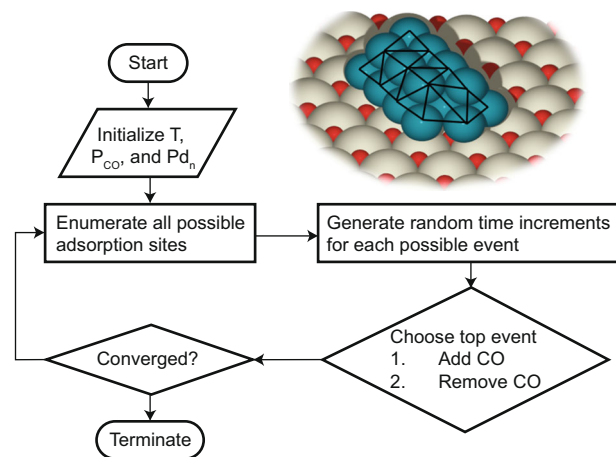 Start
Initialize T,
P_CO, and Pd_n
Enumerate all possible
adsorption sites
Generate random time increments
for each possible event
Choose top event
1. Add CO
2. Remove CO
Converged?
Terminate